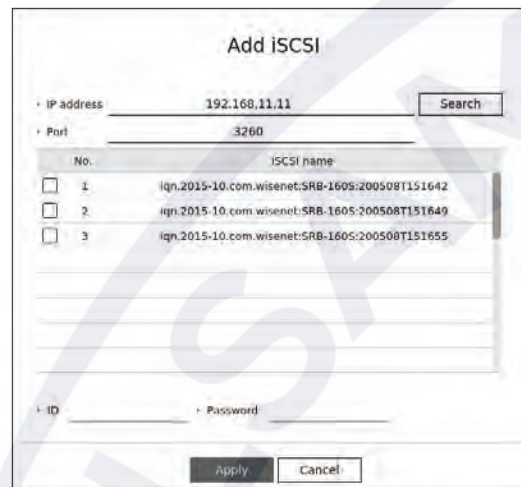 Add iSCSI
IP address 192.168.11.11 Search
Port 3260
No. iSCSI name
1 iqn.2015-10.com.wisenet:SRB-160S:200508T151642
2 iqn.2015-10.com.wisenet:SRB-160S:200508T151649
3 iqn.2015-10.com.wisenet:SRB-160S:200508T151655
ID Password
Apply Cancel